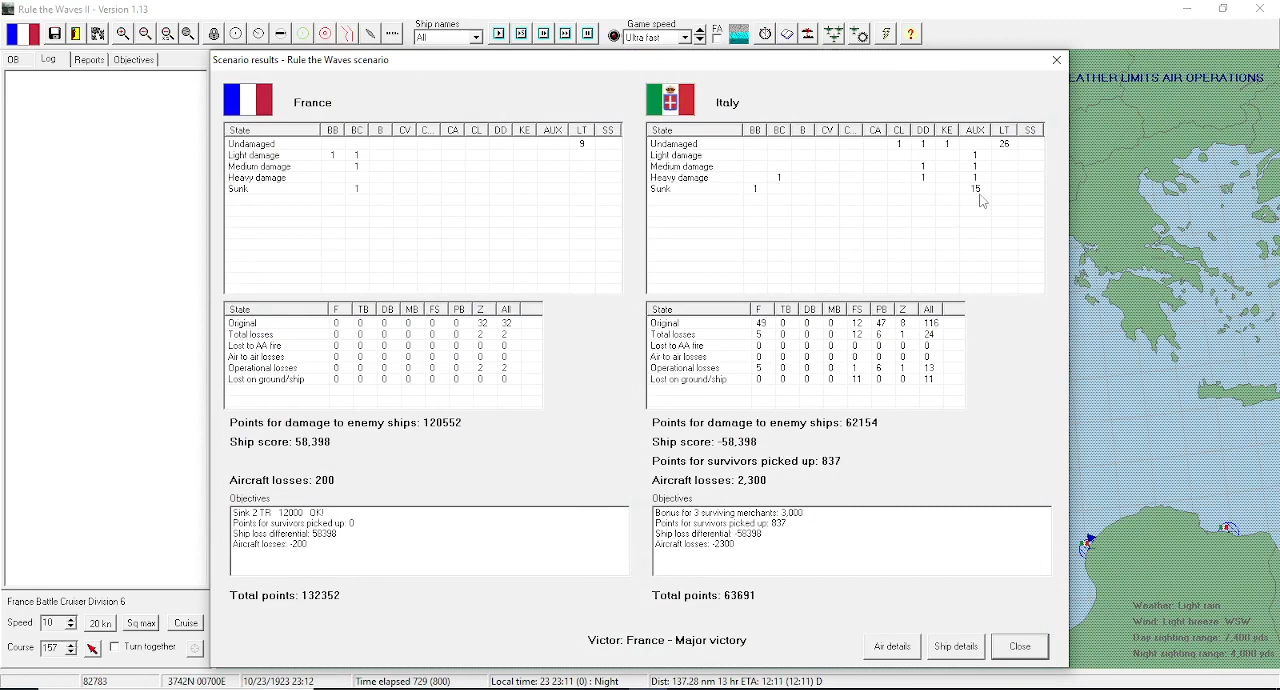 Rule the Waves II - Version 1.13
Ship names
All
Game speed
Ultra fast
FA
OB Log Reports Objectives
Scenario results - Rule the Waves scenario
EATHER LIMITS AIR OPERATIONS
France
State BB BC B CV C... CA CL DD KE AUX LT SS
Undamaged 9
Light damage 1 1
Medium damage 1
Heavy damage
Sunk 1
Italy
State BB BC B CV C... CA CL DD KE AUX LT SS
Undamaged 1 1 1 26
Light damage 1
Medium damage 1 1
Heavy damage 1 1 1
Sunk 1 15
State F TB DB MB FS PB Z All
Original 0 0 0 0 0 0 32 32
Total losses 0 0 0 0 0 0 2 2
Lost to AA fire 0 0 0 0 0 0 0 0
Air to air losses 0 0 0 0 0 0 0 0
Operational losses 0 0 0 0 0 0 2 2
Lost on ground/ship 0 0 0 0 0 0 0 0
State F TB DB MB FS PB Z All
Original 49 0 0 0 12 47 8 116
Total losses 5 0 0 0 12 6 1 24
Lost to AA fire 0 0 0 0 0 0 0 0
Air to air losses 0 0 0 0 0 0 0 0
Operational losses 5 0 0 0 1 6 1 13
Lost on ground/ship 0 0 0 0 11 0 0 11
Points for damage to enemy ships: 120552
Ship score: 58,398
Aircraft losses: 200
Objectives
Sink 2 TR 12000 OK!
Points for survivors picked up: 0
Ship loss differential: 58398
Aircraft losses: -200
Total points: 132352
Points for damage to enemy ships: 62154
Ship score: -58,398
Points for survivors picked up: 837
Aircraft losses: 2,300
Objectives
Bonus for 3 surviving merchants: 3,000
Points for survivors picked up: 837
Ship loss differential: -58398
Aircraft losses: -2300
Total points: 63691
Victor: France - Major victory
Air details Ship details Close
France Battle Cruiser Division 6
Speed 10 20 kn Sq max Cruise
Course 157 Turn together
Weather: Light rain
Wind: Light breeze WSW
Day sighting range: 7,400 yds
Night sighting range: 4,000 yds
82783 3742N 00700E 10/23/1923 23:12 Time elapsed 729 (800) Local time: 23 23:11 (0) : Night Dist: 137.28 nm 13 hr ETA: 12:11 (12:11) D